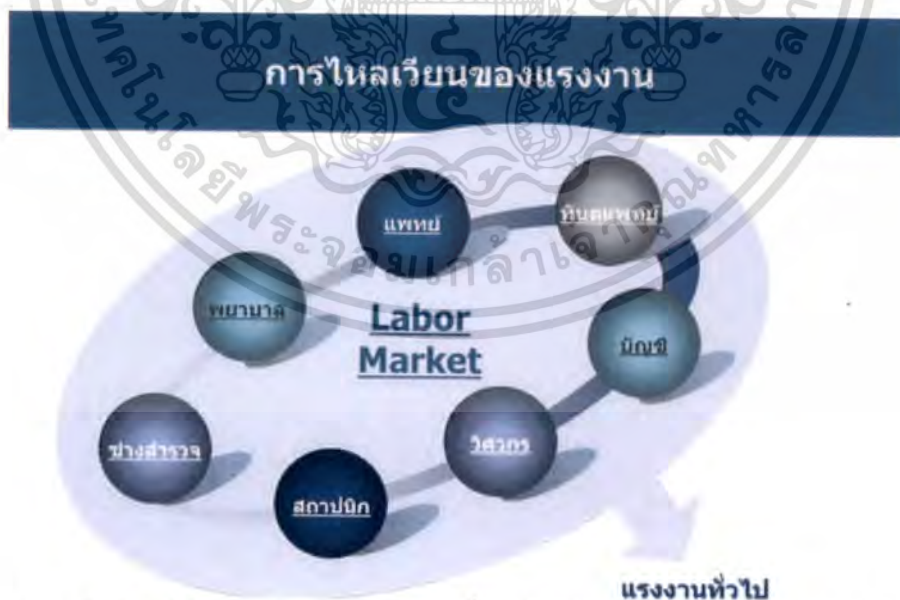 การไหลเวียนของแรงงาน
แพทย์
ทันตแพทย์
พยาบาล
Labor
Market
บัญชี
ช่างสำรวจ
วิศวกร
สถาปนิก
แรงงานทั่วไป